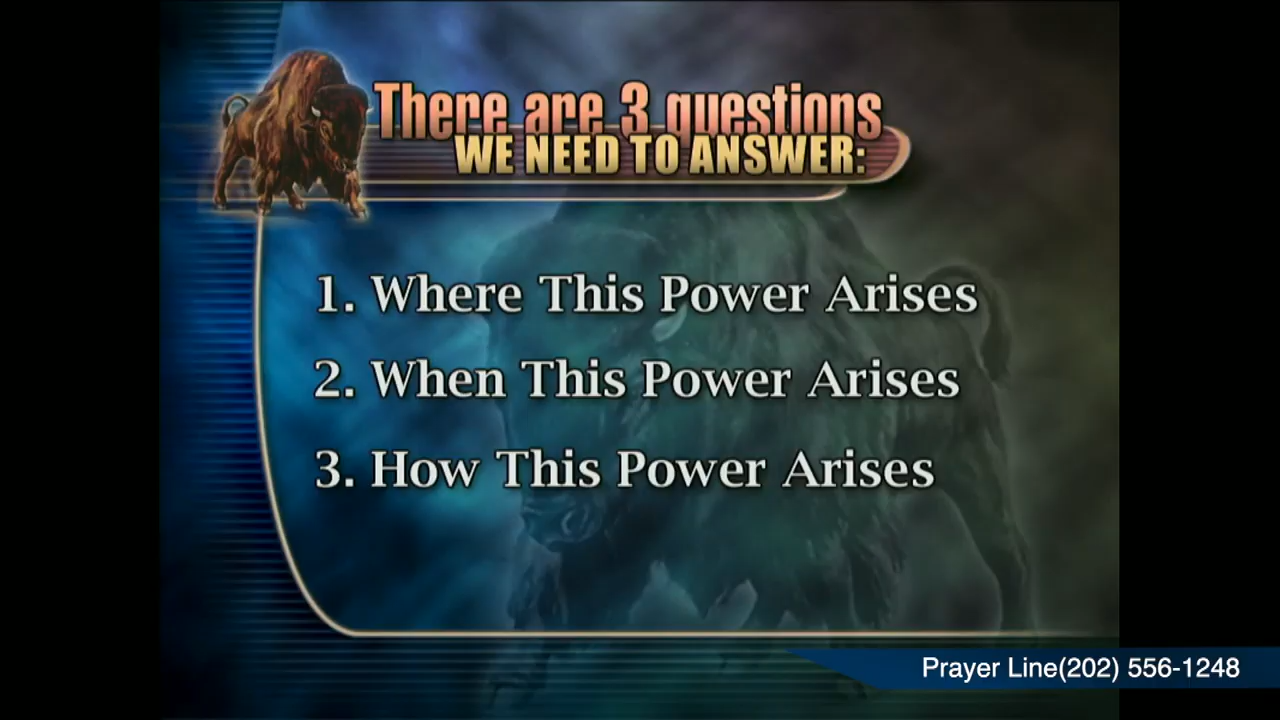 There are 3 questions
WE NEED TO ANSWER:
1. Where This Power Arises
2. When This Power Arises
3. How This Power Arises
Prayer Line(202) 556-1248